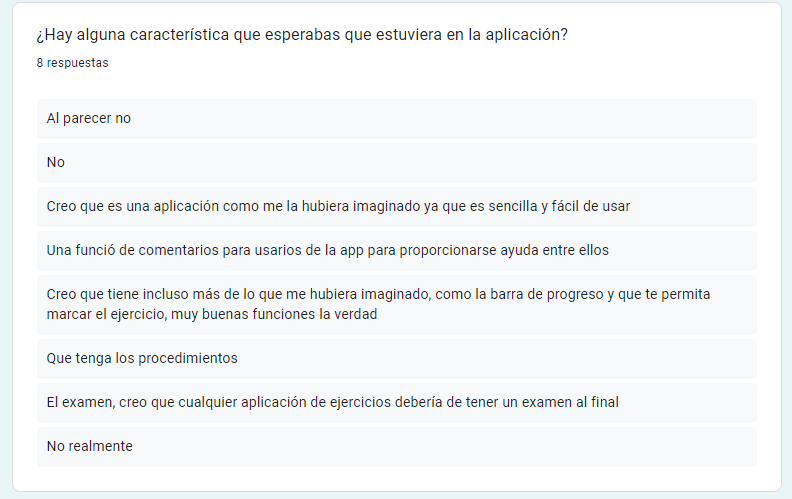 ¿Hay alguna característica que esperabas que estuviera en la aplicación?
8 respuestas
Al parecer no
No
Creo que es una aplicación como me la hubiera imaginado ya que es sencilla y fácil de usar
Una funció de comentarios para usarios de la app para proporcionarse ayuda entre ellos
Creo que tiene incluso más de lo que me hubiera imaginado, como la barra de progreso y que te permita
marcar el ejercicio, muy buenas funciones la verdad
Que tenga los procedimientos
El examen, creo que cualquier aplicación de ejercicios debería de tener un examen al final
No realmente